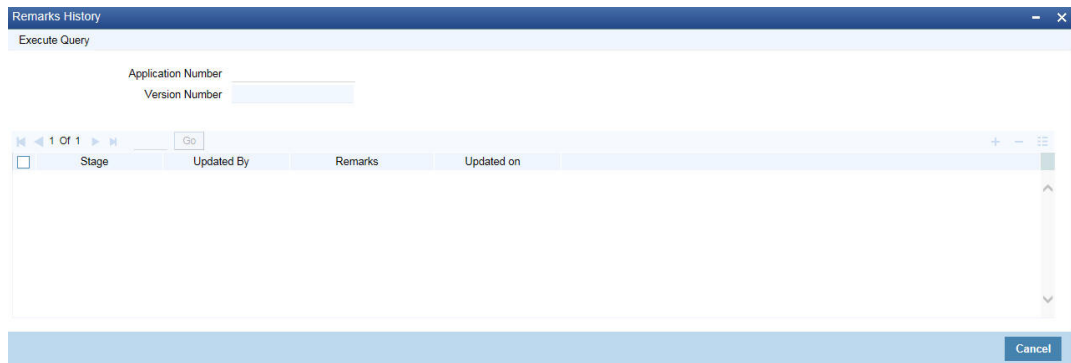 Remarks History
Execute Query
Application Number
Version Number
1 Of 1 Go
Stage Updated By Remarks Updated on
Cancel